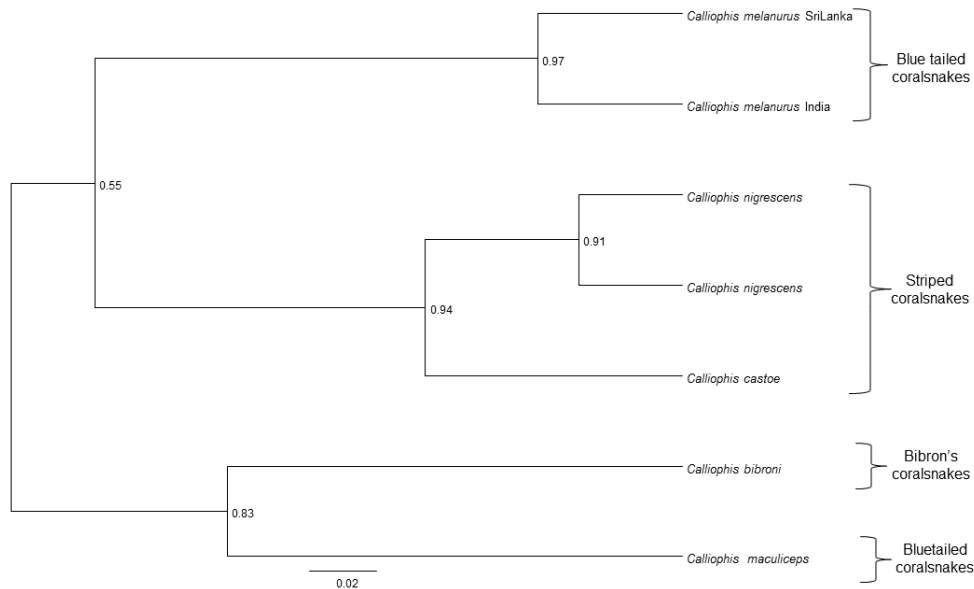 Calliophis melanurus SriLanka
Blue tailed
coralsnakes
0.97
Calliophis melanurus India
0.55
Calliophis nigrescens
0.91
Striped
coralsnakes
Calliophis nigrescens
0.94
Calliophis castoe
Bibron's
coralsnakes
Calliophis bibroni
0.83
Bluetailed
coralsnakes
Calliophis maculiceps
0.02